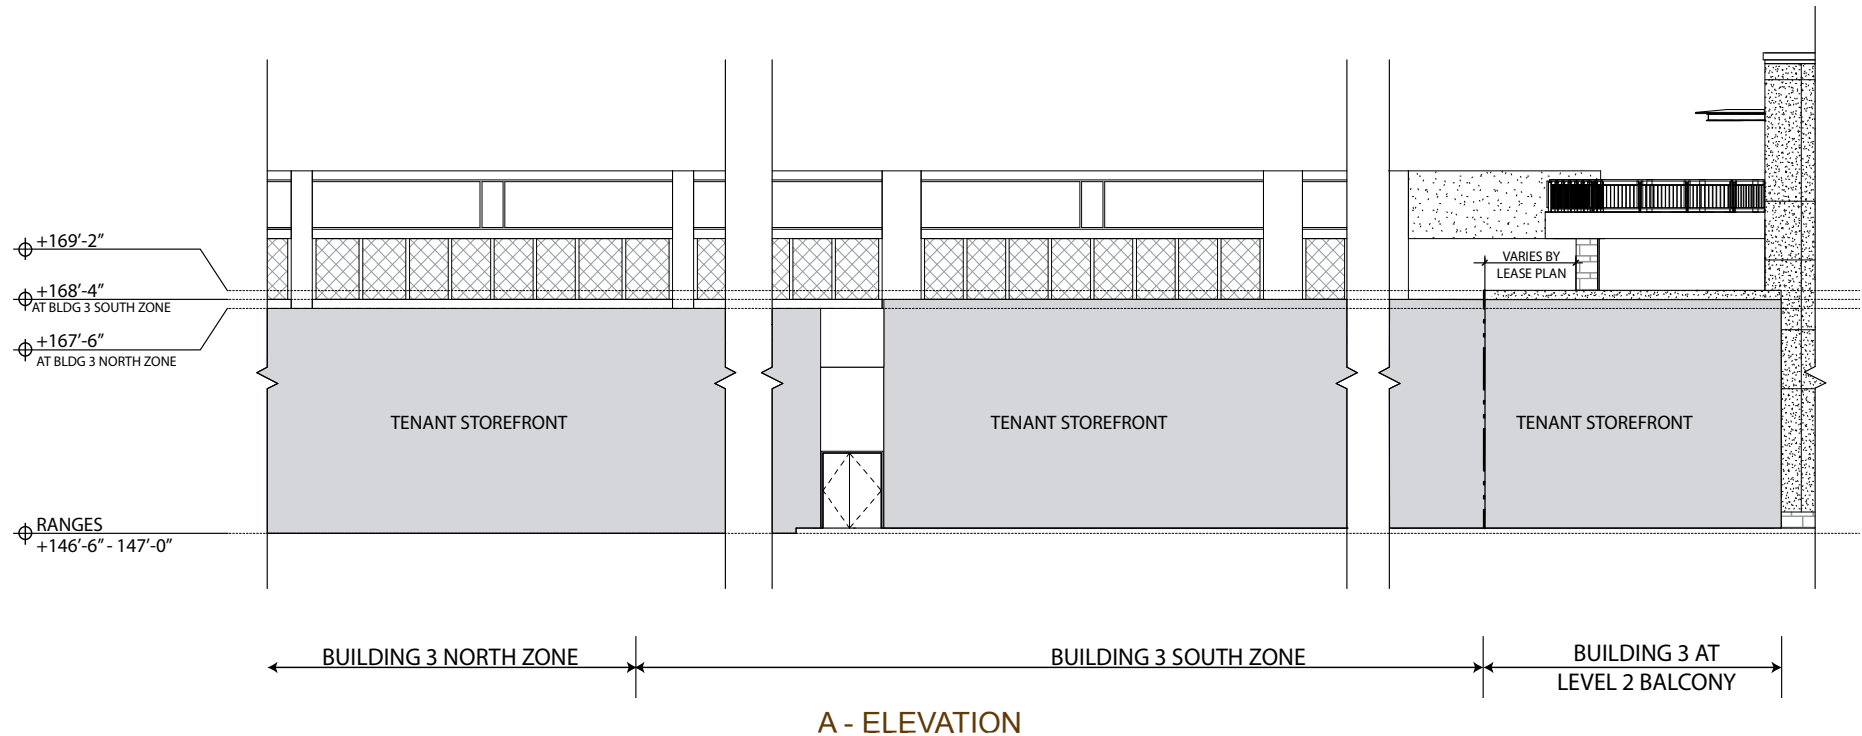 +169’-2”
+168’-4”
AT BLDG 3 SOUTH ZONE
+167’-6”
AT BLDG 3 NORTH ZONE
VARIES BY
LEASE PLAN
TENANT STOREFRONT
TENANT STOREFRONT
TENANT STOREFRONT
RANGES
+146’-6” - 147’-0”
BUILDING 3 NORTH ZONE
BUILDING 3 SOUTH ZONE
BUILDING 3 AT
LEVEL 2 BALCONY
A - ELEVATION